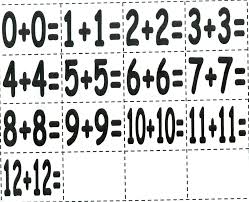 0+0= 1+1= 2+2= 3+3=
4+4= 5+5= 6+6= 7+7=
8+8= 9+9= 10+10= 11+11=
12+12=